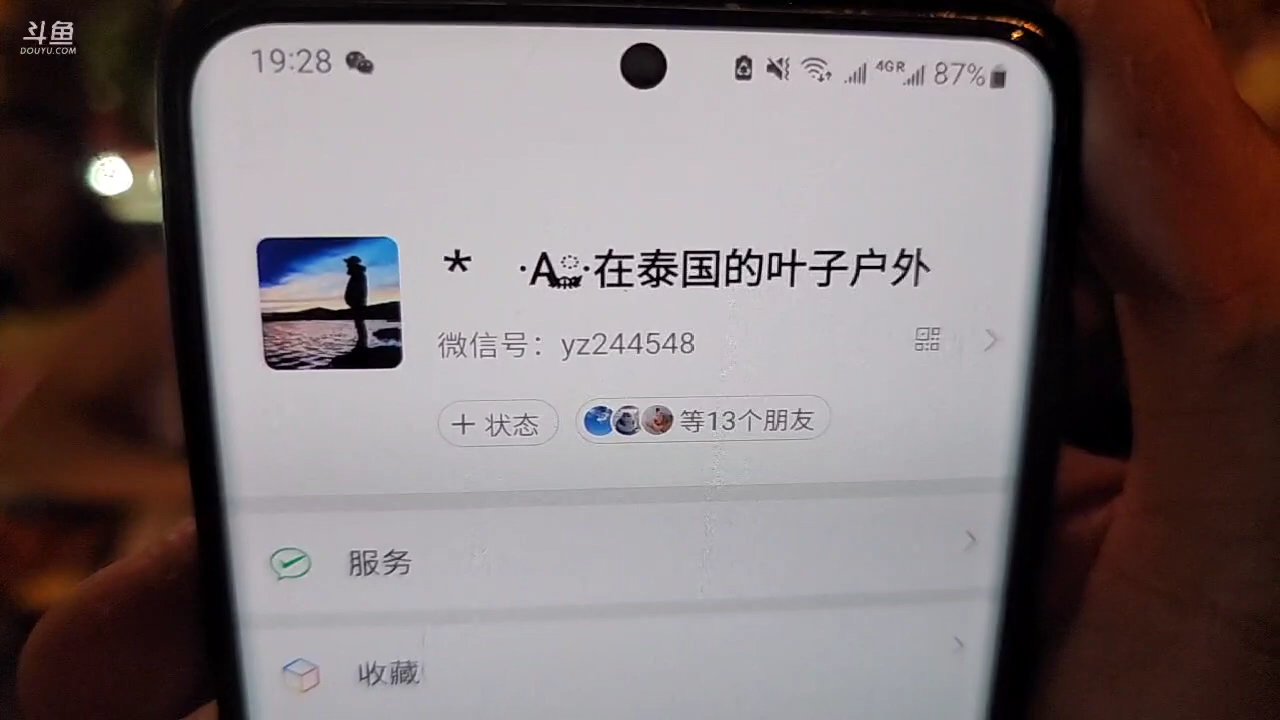 斗鱼
DOUYU.COM
19:28 4GR 87%
* ·A꙰·在泰国的叶子户外
微信号：yz244548
+ 状态 等13个朋友
服务
收藏